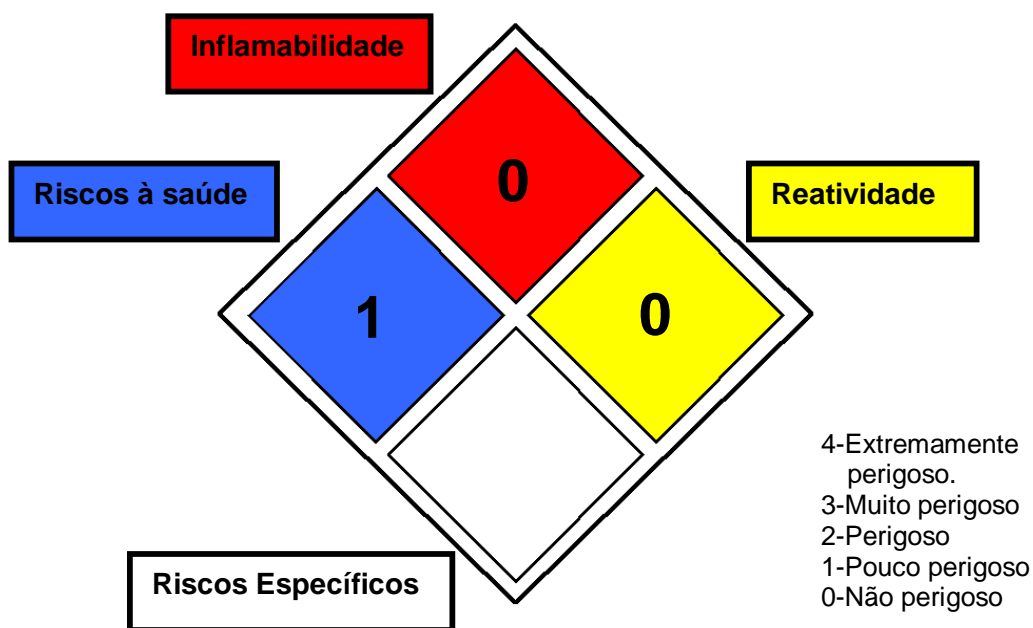 Inflamabilidade
0
Riscos à saúde
Reatividade
1
0
4-Extremamente
perigoso.
3-Muito perigoso
2-Perigoso
1-Pouco perigoso
0-Não perigoso
Riscos Específicos